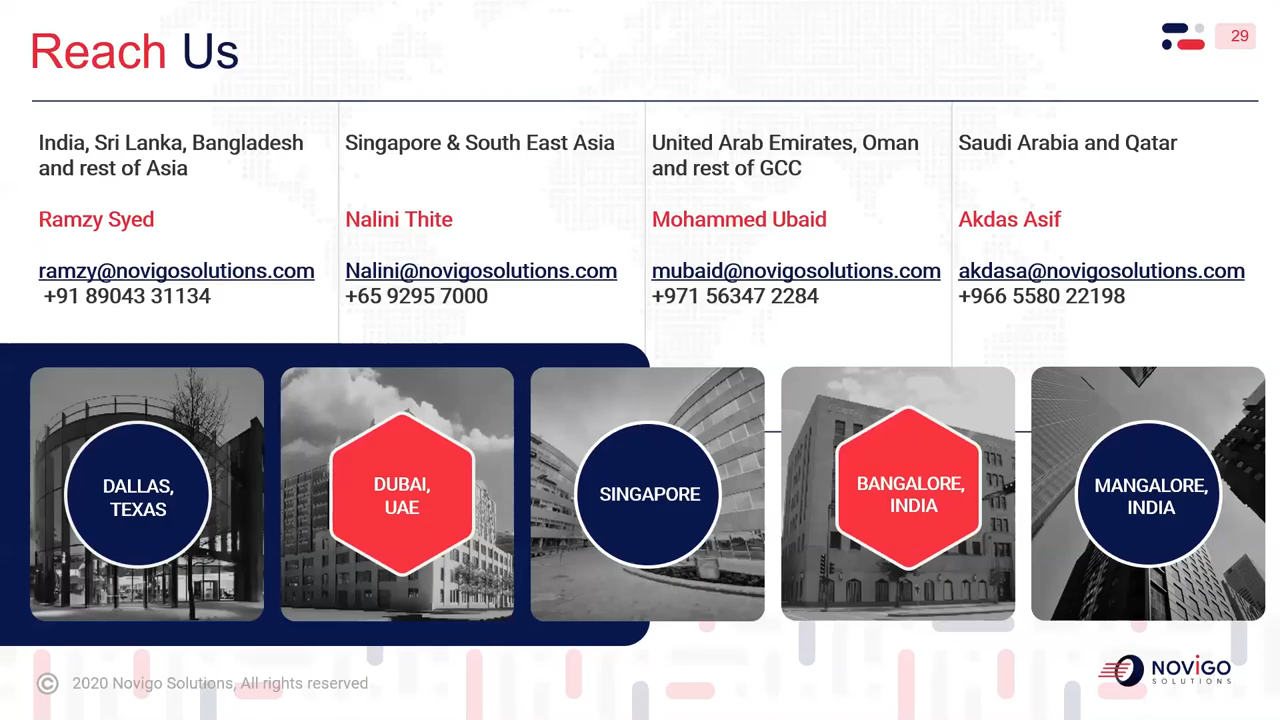 Reach Us
29
India, Sri Lanka, Bangladesh
and rest of Asia
Ramzy Syed
ramzy@novigosolutions.com
+91 89043 31134
Singapore & South East Asia
Nalini Thite
Nalini@novigosolutions.com
+65 9295 7000
United Arab Emirates, Oman
and rest of GCC
Mohammed Ubaid
mubaid@novigosolutions.com
+971 56347 2284
Saudi Arabia and Qatar
Akdas Asif
akdasa@novigosolutions.com
+966 5580 22198
DALLAS,
TEXAS
DUBAI,
UAE
SINGAPORE
BANGALORE,
INDIA
MANGALORE,
INDIA
© 2020 Novigo Solutions, All rights reserved
NOViGO
SOLUTIONS